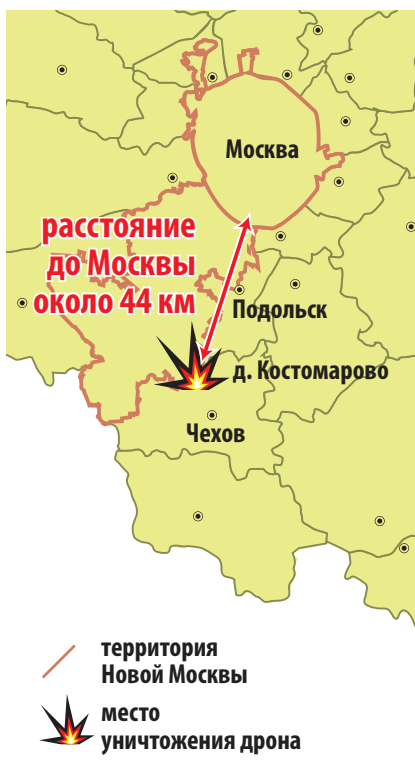 Москва
расстояние
до Москвы
около 44 км
Подольск
д. Костомарово
Чехов
территория
Новой Москвы
место
уничтожения дрона